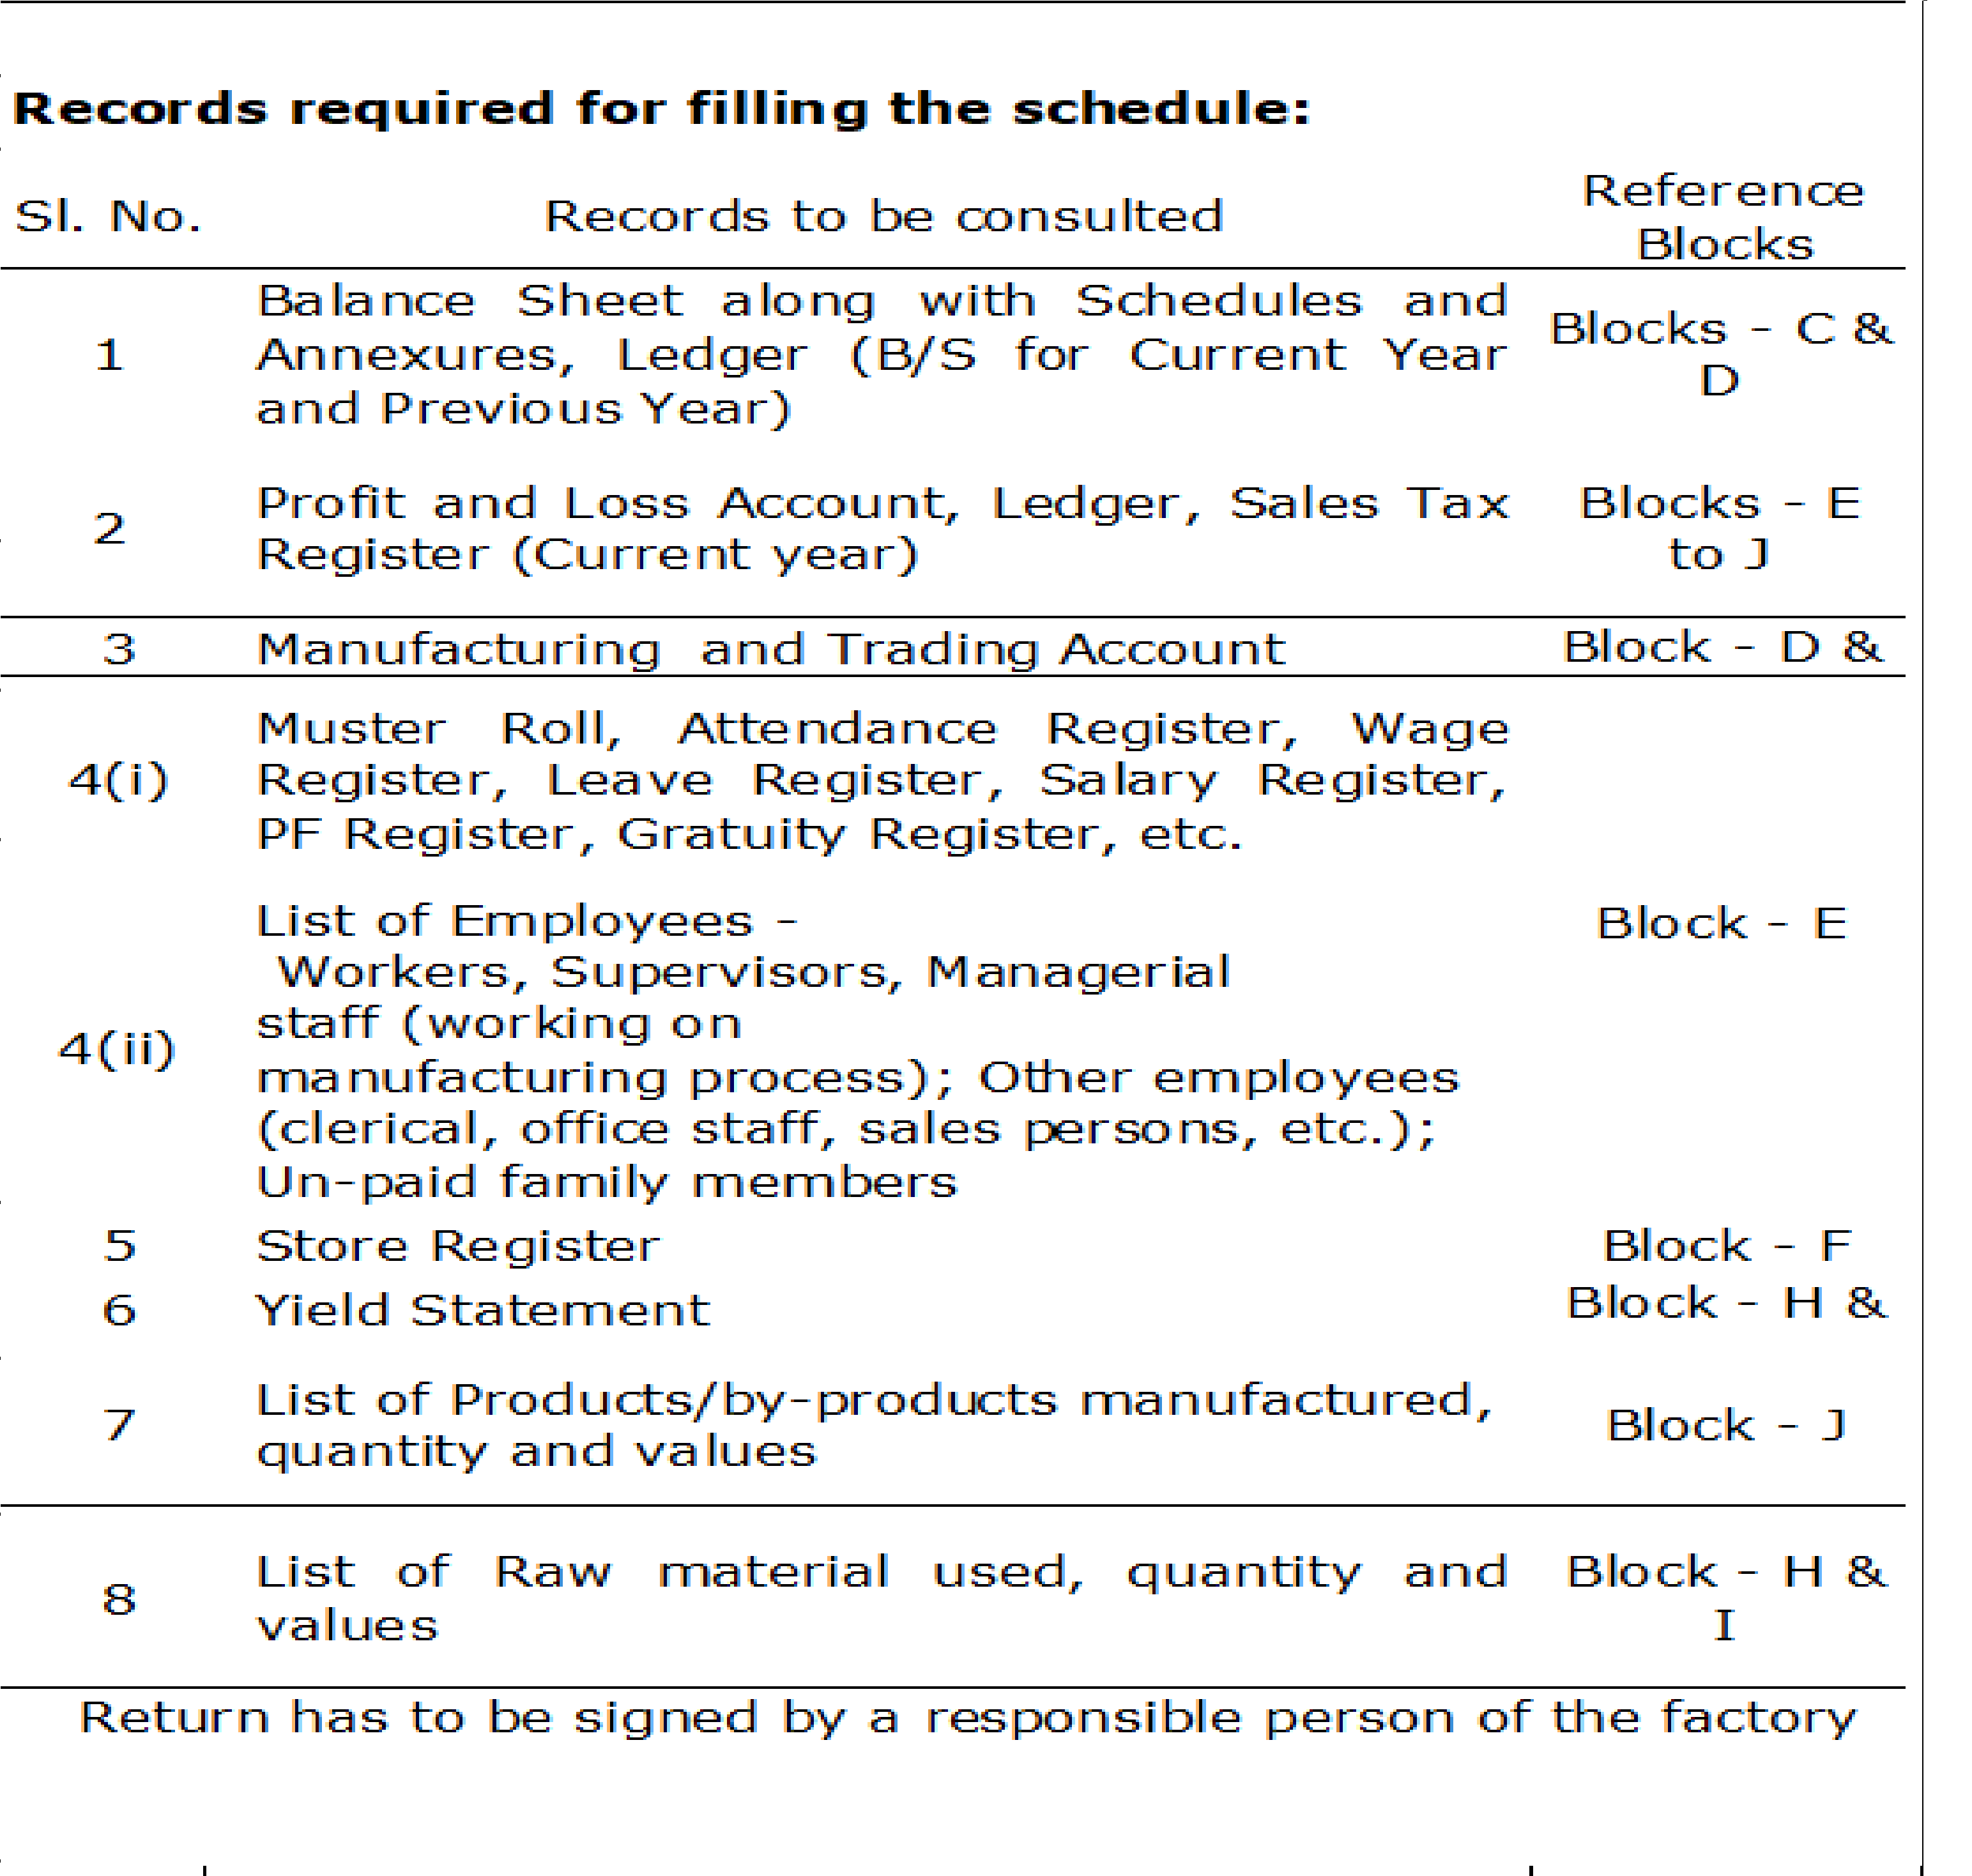 Records required for filling the schedule:
Sl. No. Records to be consulted Reference Blocks
1 Balance Sheet along with Schedules and Blocks - C &
Annexures, Ledger (B/S for Current Year D
and Previous Year)
2 Profit and Loss Account, Ledger, Sales Tax Blocks - E
Register (Current year) to J
3 Manufacturing and Trading Account Block - D &
4(i) Muster Roll, Attendance Register, Wage
Register, Leave Register, Salary Register,
PF Register, Gratuity Register, etc.
List of Employees - Block - E
Workers, Supervisors, Managerial
staff (working on
4(ii) manufacturing process); Other employees
(clerical, office staff, sales persons, etc.);
Un-paid family members
5 Store Register Block - F
6 Yield Statement Block - H &
7 List of Products/by-products manufactured, Block - J
quantity and values
8 List of Raw material used, quantity and Block - H &
values I
Return has to be signed by a responsible person of the factory